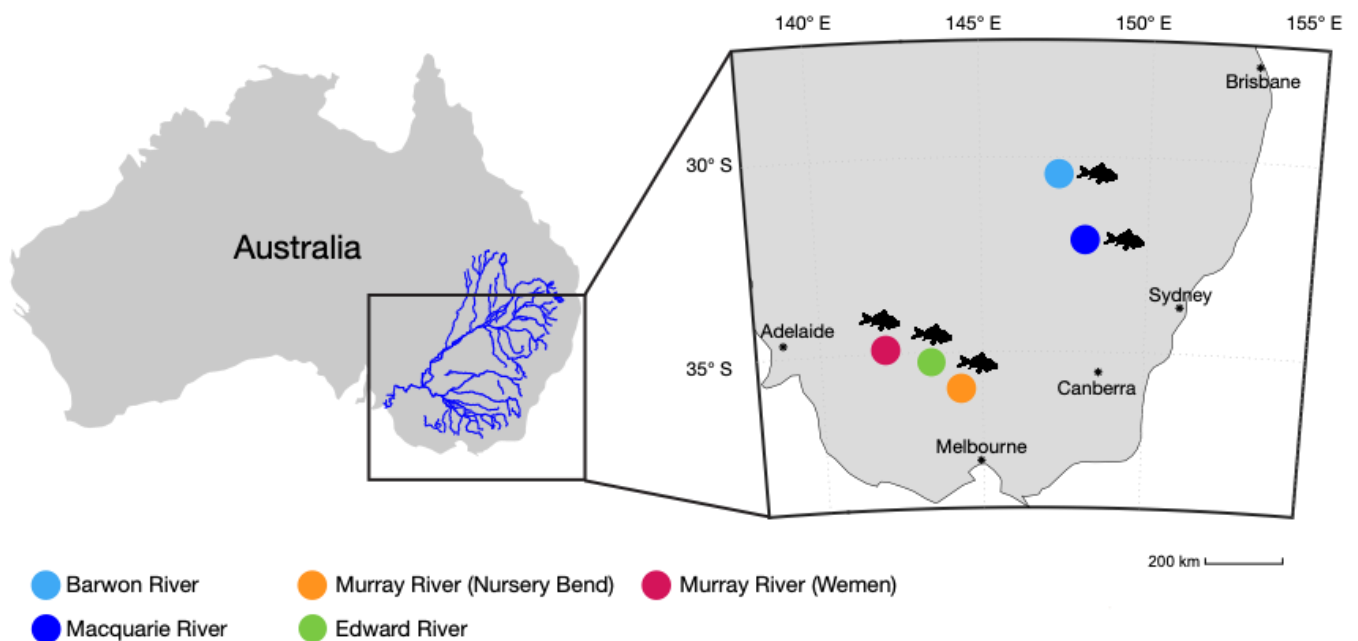 140° E 145° E 150° E 155° E
Brisbane
30° S
Australia
Sydney
Adelaide
35° S
Canberra
Melbourne
200 km
Barwon River
Murray River (Nursery Bend)
Murray River (Wemen)
Macquarie River
Edward River